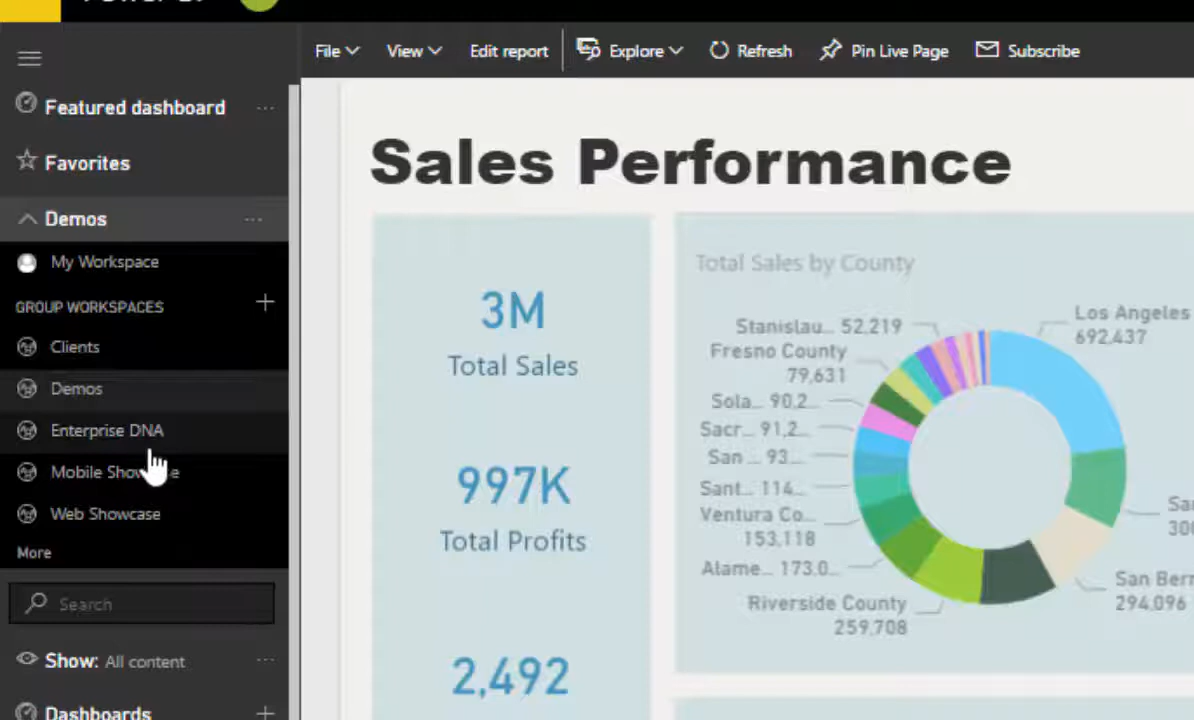 File View Edit report Explore Refresh Pin Live Page Subscribe
Featured dashboard ...
Favorites
Demos ...
My Workspace
GROUP WORKSPACES +
Clients
Demos
Enterprise DNA
Mobile
Web Showcase
More
Search
Show: All content ...
Dashboards +
Sales Performance
3M
Total Sales
997K
Total Profits
2,492
Total Sales by County
Los Angeles
692,437
Stanislau... 52,219
Fresno County
79,631
Sola... 90,2...
Sacr... 91,2...
San ... 93...
Sant... 114...
Ventura Co...
153,118
Alame... 173,0...
Riverside County
259,708
294,096